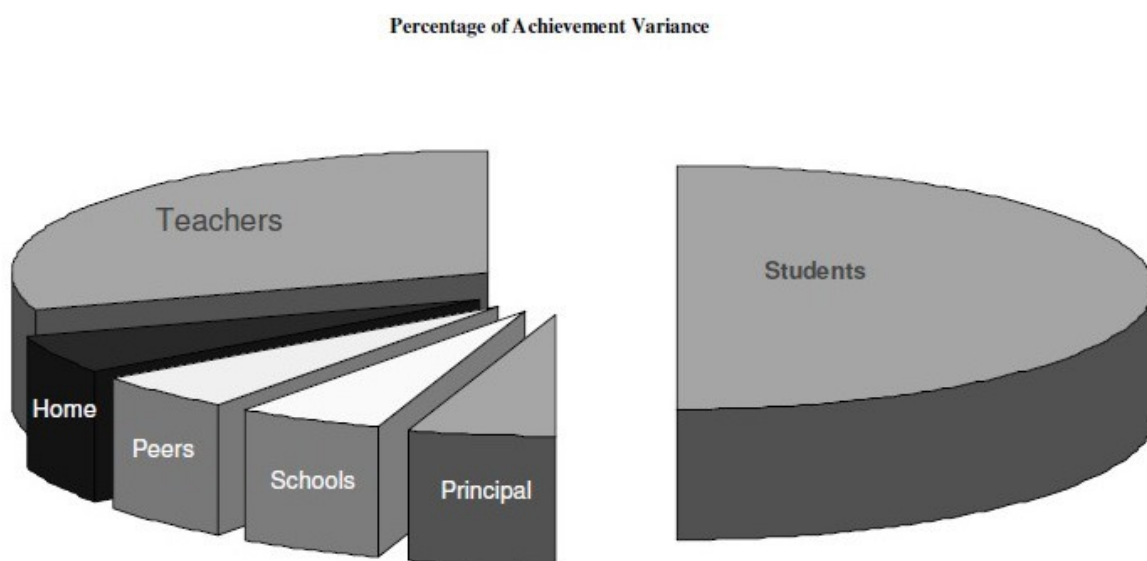 Percentage of Achievement Variance
Teachers
Students
Home
Peers
Schools
Principal